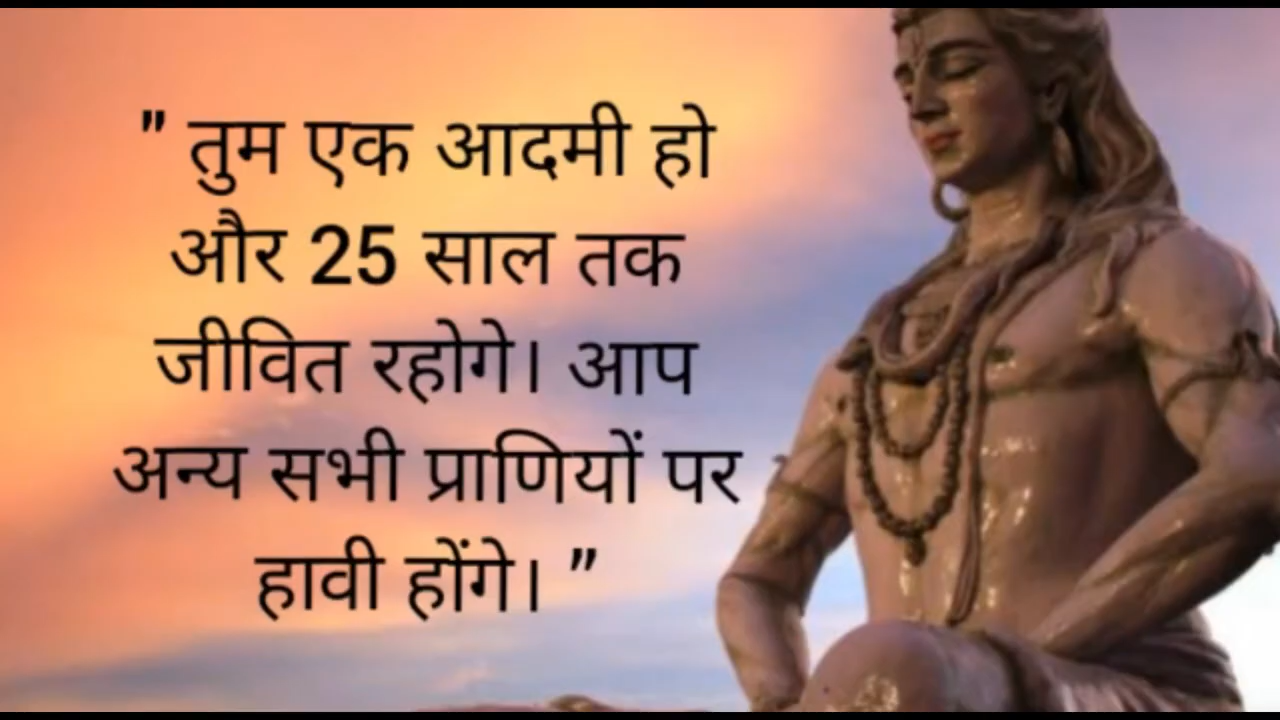 " तुम एक आदमी हो
और 25 साल तक
जीवित रहोगे। आप
अन्य सभी प्राणियों पर
हावी होंगे। ”